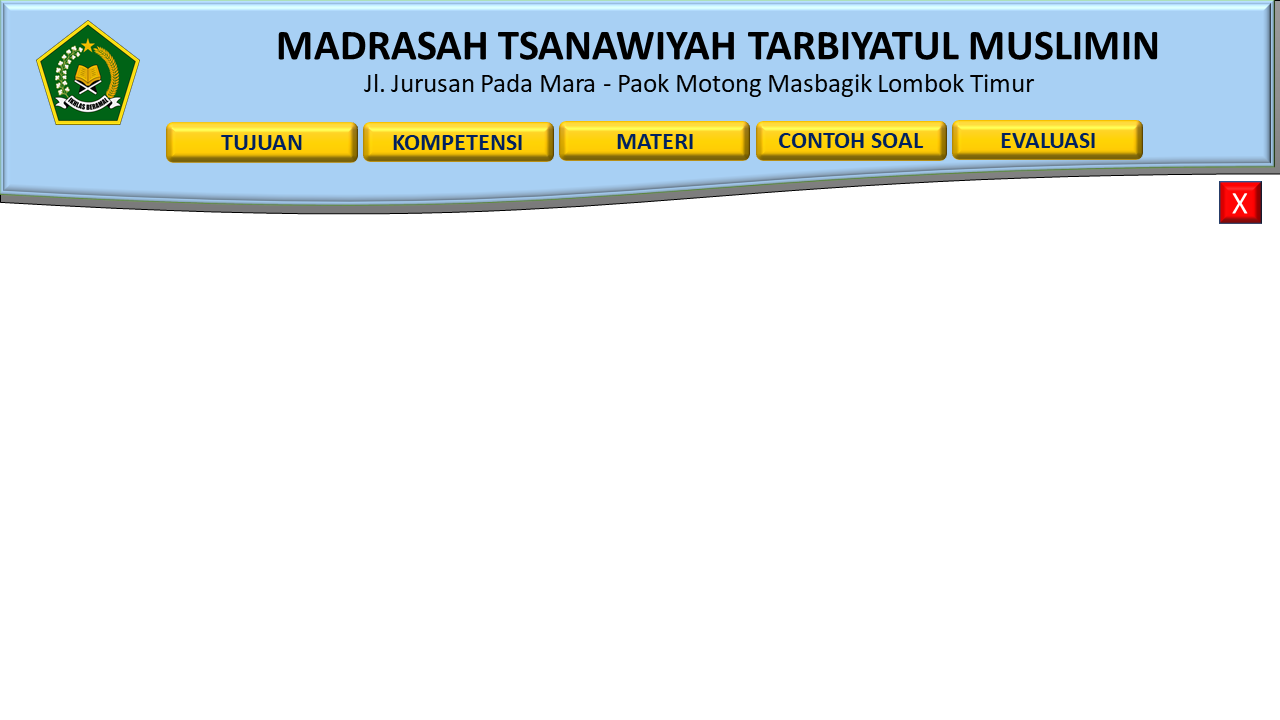 MADRASAH TSANAWIYAH TARBIYATUL MUSLIMIN
Jl. Jurusan Pada Mara - Paok Motong Masbagik Lombok Timur
IKHLAS BERAMAL
TUJUAN
KOMPETENSI
MATERI
CONTOH SOAL
EVALUASI
X